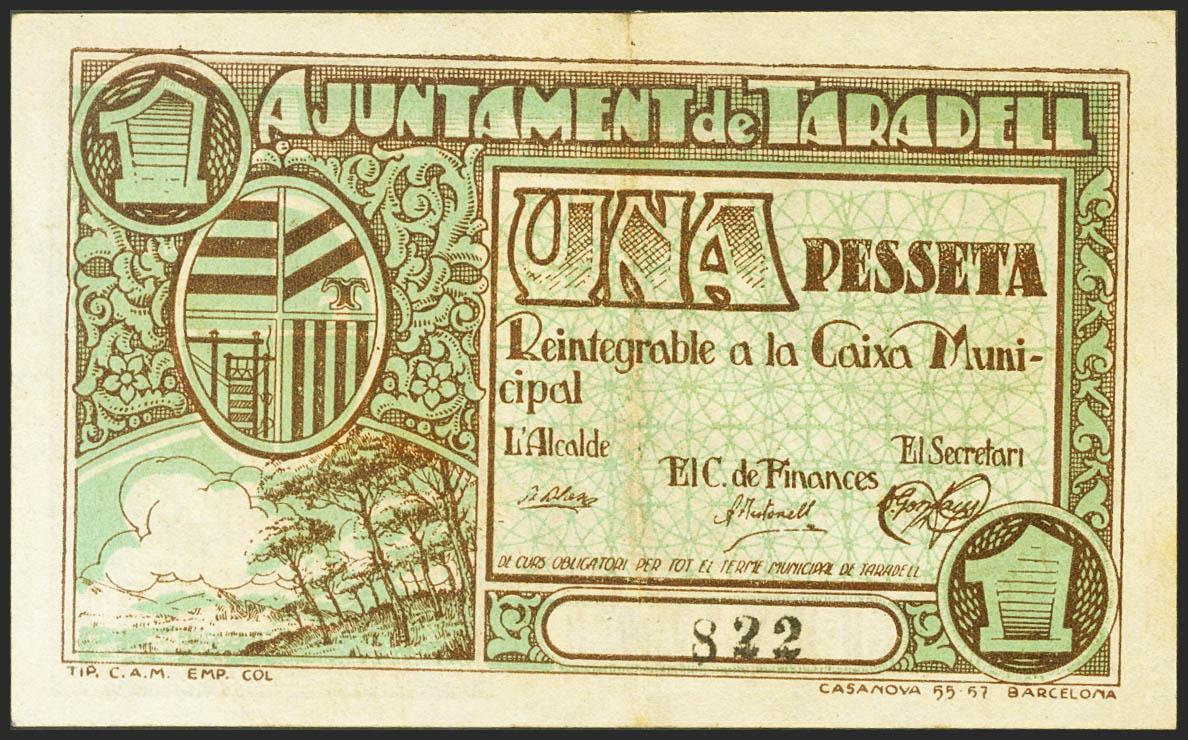 1
AJUNTAMENT de TARADELL
UNA PESSETA
Reintegrable a la Caixa Muni-
cipal
L'Alcalde
El C. de Finances
El Secretari
DE CURS OBLIGATORI PER TOT EL TERME MUNICIPAL DE TARADELL
822
1
TIP. C.A.M. EMP. COL
CASANOVA 55-57 BARCELONA